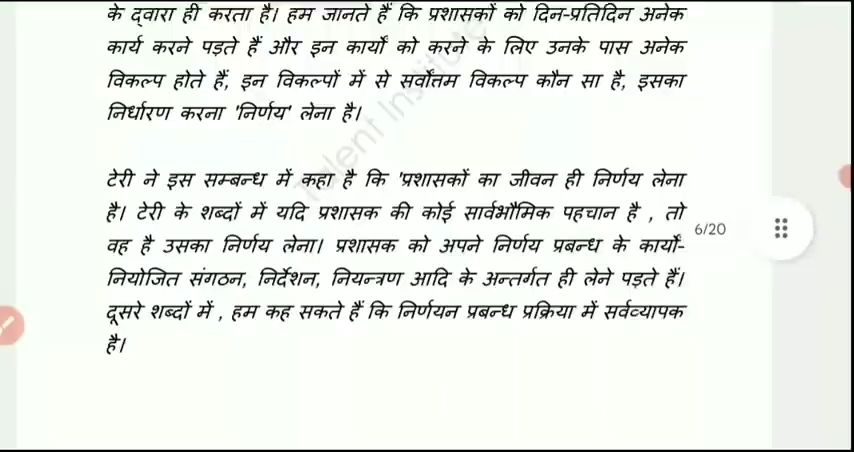 के द्वारा ही करता है। हम जानते हैं कि प्रशासकों को दिन-प्रतिदिन अनेक
कार्य करने पड़ते हैं और इन कार्यों को करने के लिए उनके पास अनेक
विकल्प होते हैं, इन विकल्पों में से सर्वोत्तम विकल्प कौन सा है, इसका
निर्धारण करना 'निर्णय' लेना है।
टेरी ने इस सम्बन्ध में कहा है कि 'प्रशासकों का जीवन ही निर्णय लेना
है। टेरी के शब्दों में यदि प्रशासक की कोई सार्वभौमिक पहचान है , तो
वह है उसका निर्णय लेना। प्रशासक को अपने निर्णय प्रबन्ध के कार्यों-
नियोजित संगठन, निर्देशन, नियन्त्रण आदि के अन्तर्गत ही लेने पड़ते हैं।
दूसरे शब्दों में , हम कह सकते हैं कि निर्णयन प्रबन्ध प्रक्रिया में सर्वव्यापक
है।
6/20
Talent Institute